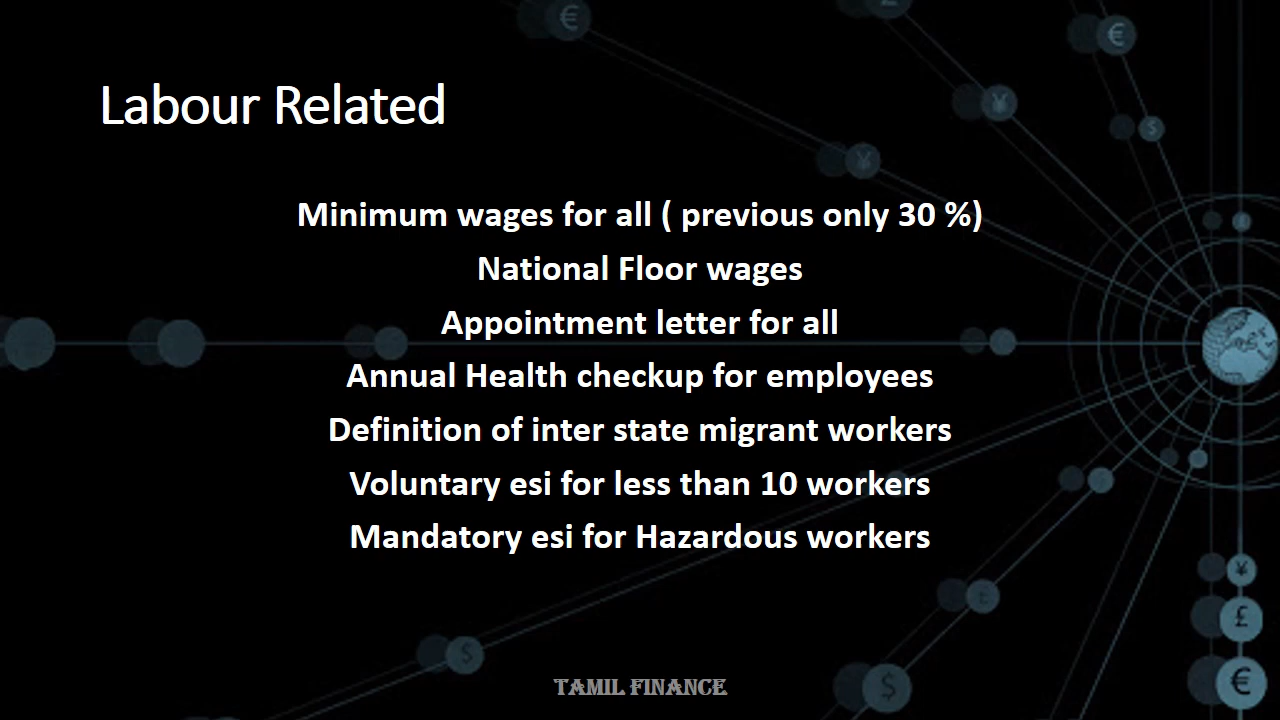 Labour Related
Minimum wages for all ( previous only 30 %)
National Floor wages
Appointment letter for all
Annual Health checkup for employees
Definition of inter state migrant workers
Voluntary esi for less than 10 workers
Mandatory esi for Hazardous workers
TAMIL FINANCE